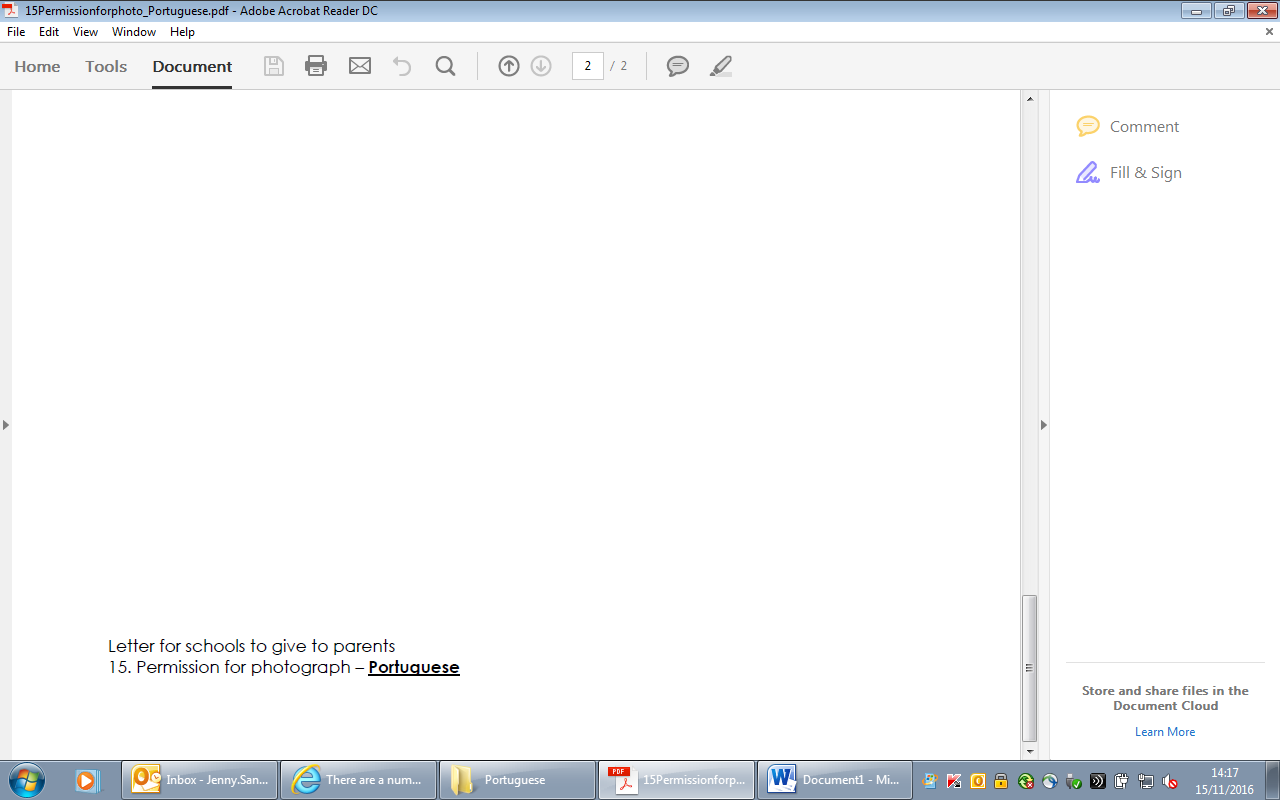 15Permissionforphoto_Portuguese.pdf - Adobe Acrobat Reader DC
File Edit View Window Help
Home Tools Document 2 / 2
Comment
Fill & Sign
Letter for schools to give to parents
15. Permission for photograph – Portuguese
Store and share files in the
Document Cloud
Learn More
Inbox - Jenny.San... There are a num... Portuguese 15Permissionforp... Document1 - Mi... 14:17
15/11/2016